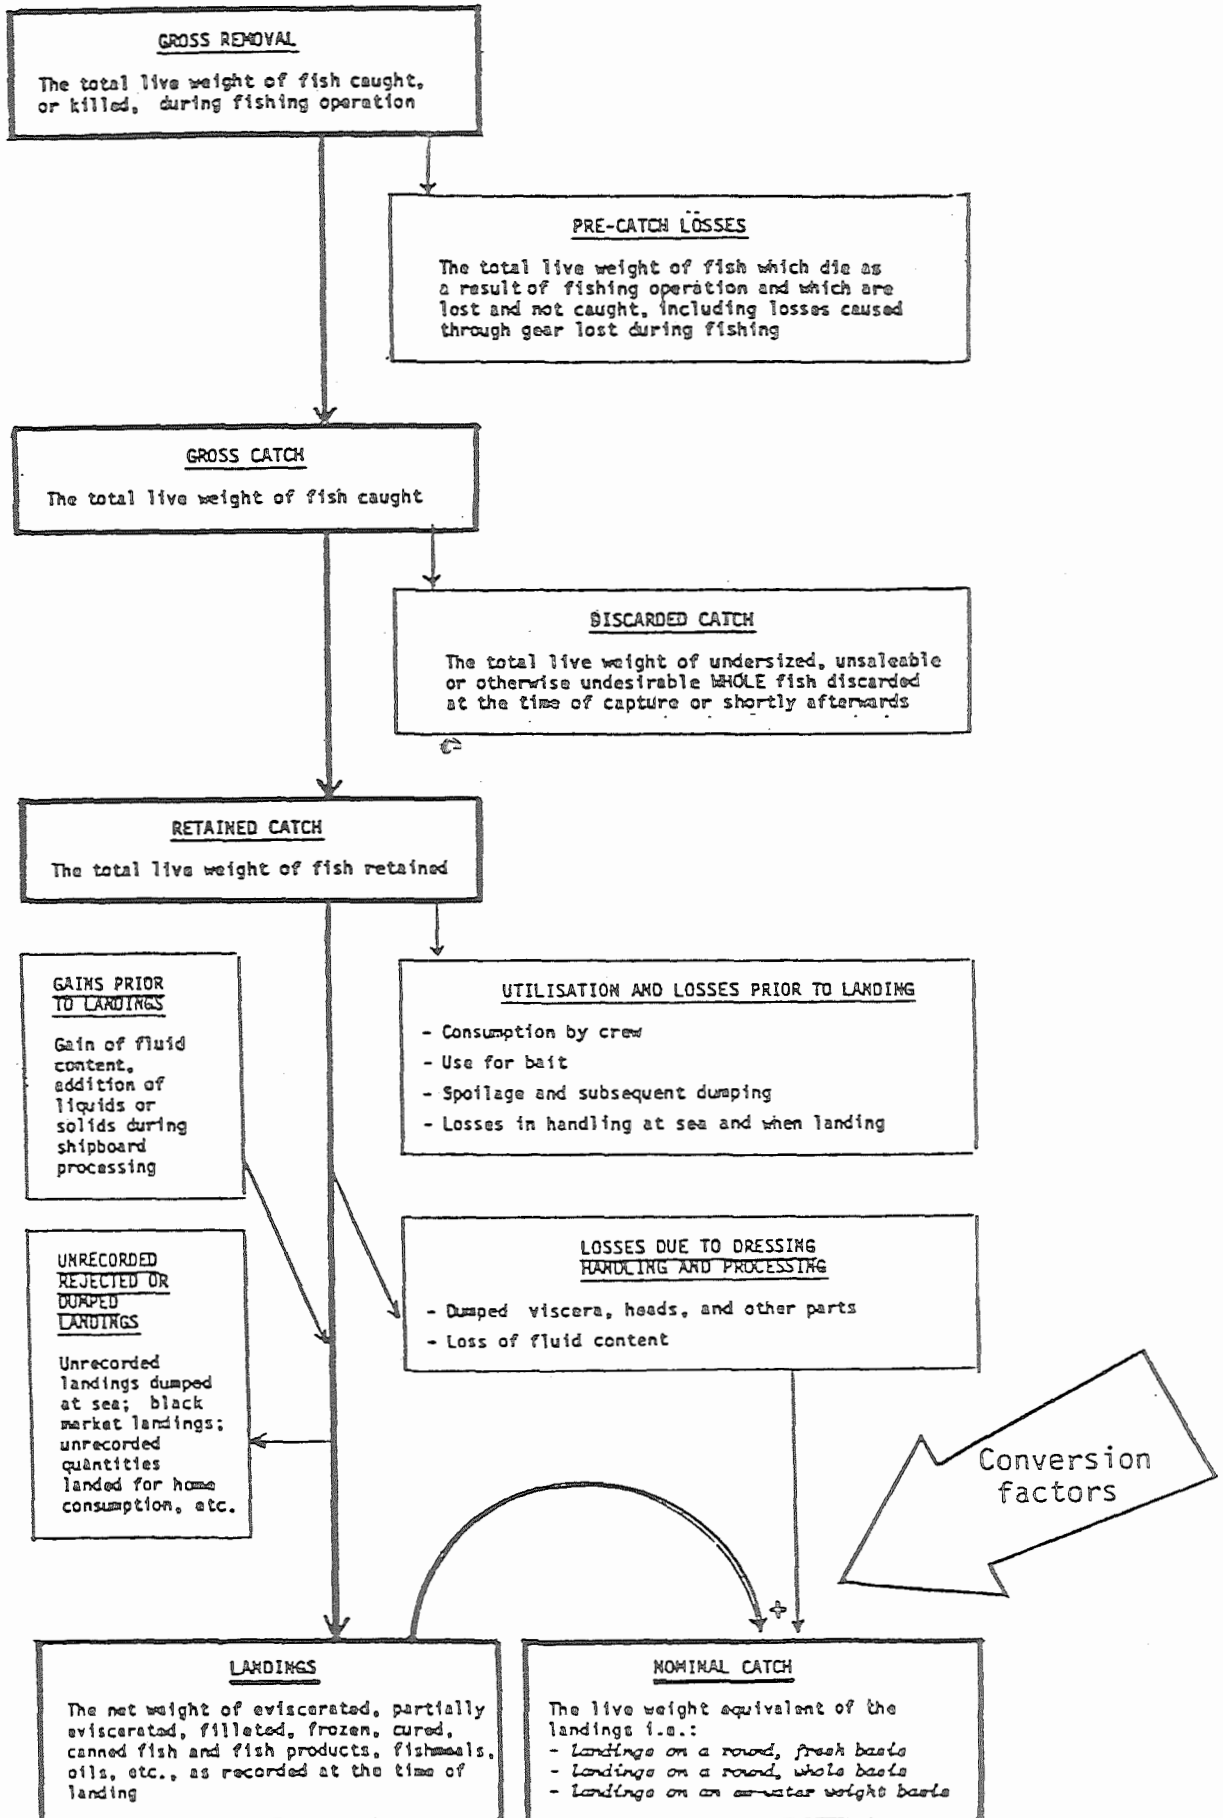 GROSS REMOVAL
The total live weight of fish caught,
or killed, during fishing operation
PRE-CATCH LOSSES
The total live weight of fish which die as
a result of fishing operation and which are
lost and not caught, including losses caused
through gear lost during fishing
GROSS CATCH
The total live weight of fish caught
DISCARDED CATCH
The total live weight of undersized, unsaleable
or otherwise undesirable WHOLE fish discarded
at the time of capture or shortly afterwards
RETAINED CATCH
The total live weight of fish retained
GAINS PRIOR
TO LANDINGS
Gain of fluid
content,
addition of
liquids or
solids during
shipboard
processing
UTILISATION AND LOSSES PRIOR TO LANDING
- Consumption by crew
- Use for bait
- Spoilage and subsequent dumping
- Losses in handling at sea and when landing
UNRECORDED
REJECTED OR
DUMPED
LANDINGS
Unrecorded
landings dumped
at sea; black
market landings;
unrecorded
quantities
landed for home
consumption, etc.
LOSSES DUE TO DRESSING
HANDLING AND PROCESSING
- Dumped viscera, heads, and other parts
- Loss of fluid content
Conversion
factors
+
LANDINGS
The net weight of eviscerated, partially
eviscerated, filleted, frozen, cured,
canned fish and fish products, fishmeals,
oils, etc., as recorded at the time of
landing
NOMINAL CATCH
The live weight equivalent of the
landings i.e.:
- landings on a round, fresh basis
- landings on a round, whole basis
- landings on an ex-water weight basis